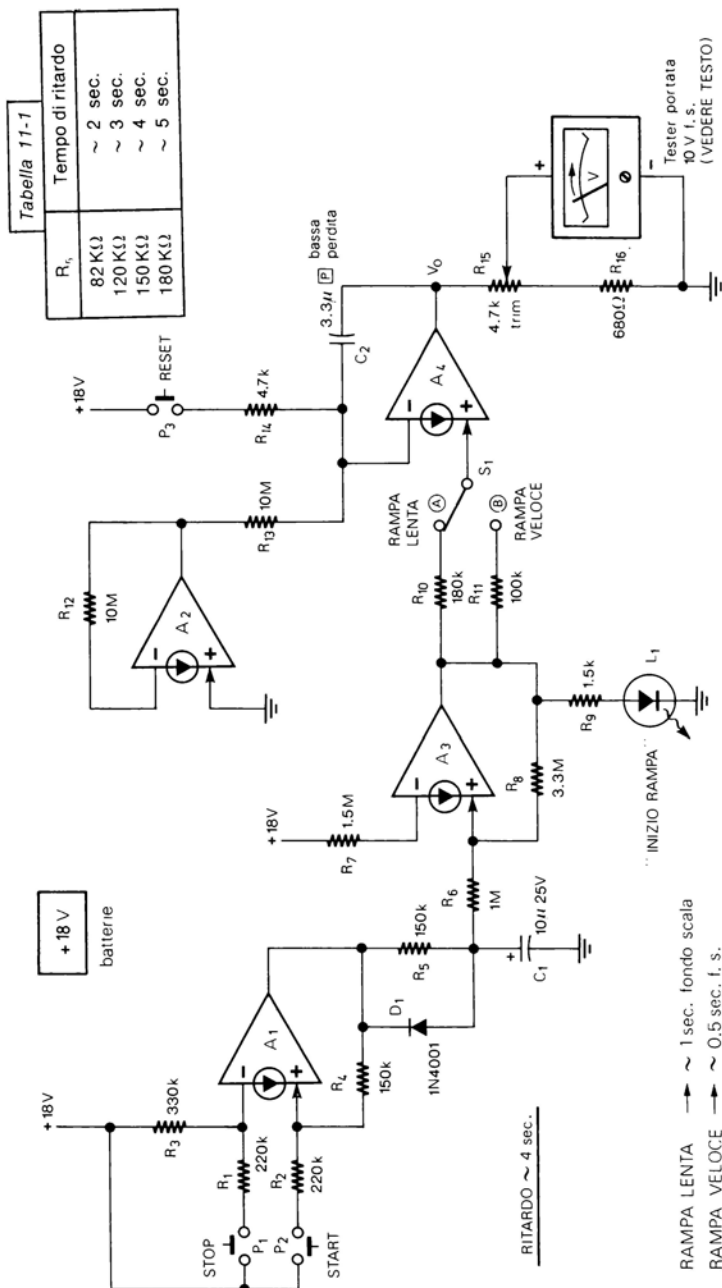 Tabella 11-1
R₅ Tempo di ritardo
82 KΩ ~ 2 sec.
120 KΩ ~ 3 sec.
150 KΩ ~ 4 sec.
180 KΩ ~ 5 sec.
+ 18 V
batterie
+18V
R3
330k
STOP
P1
R1
220k
START
P2
R2
220k
A1
−
+
R4
150k
D1
1N4001
R5
150k
C1
10µ 25V
+
R6
1M
+18V
R7
1.5M
A3
−
+
R8
3.3M
R9
1.5k
L1
"INIZIO RAMPA"
R10
180k
R11
100k
RAMPA
LENTA
A
B
RAMPA
VELOCE
S1
R12
10M
A2
−
+
R13
10M
+18V
P3
RESET
R14
4.7k
3.3µ P bassa
perdita
C2
A4
−
+
V0
R15
4.7k
trim
R16
680Ω
+
−
V
Tester portata
10 V f. s.
(VEDERE TESTO)
RITARDO ~ 4 sec.
RAMPA LENTA → ~ 1 sec. fondo scala
RAMPA VELOCE → ~ 0.5 sec. f. s.